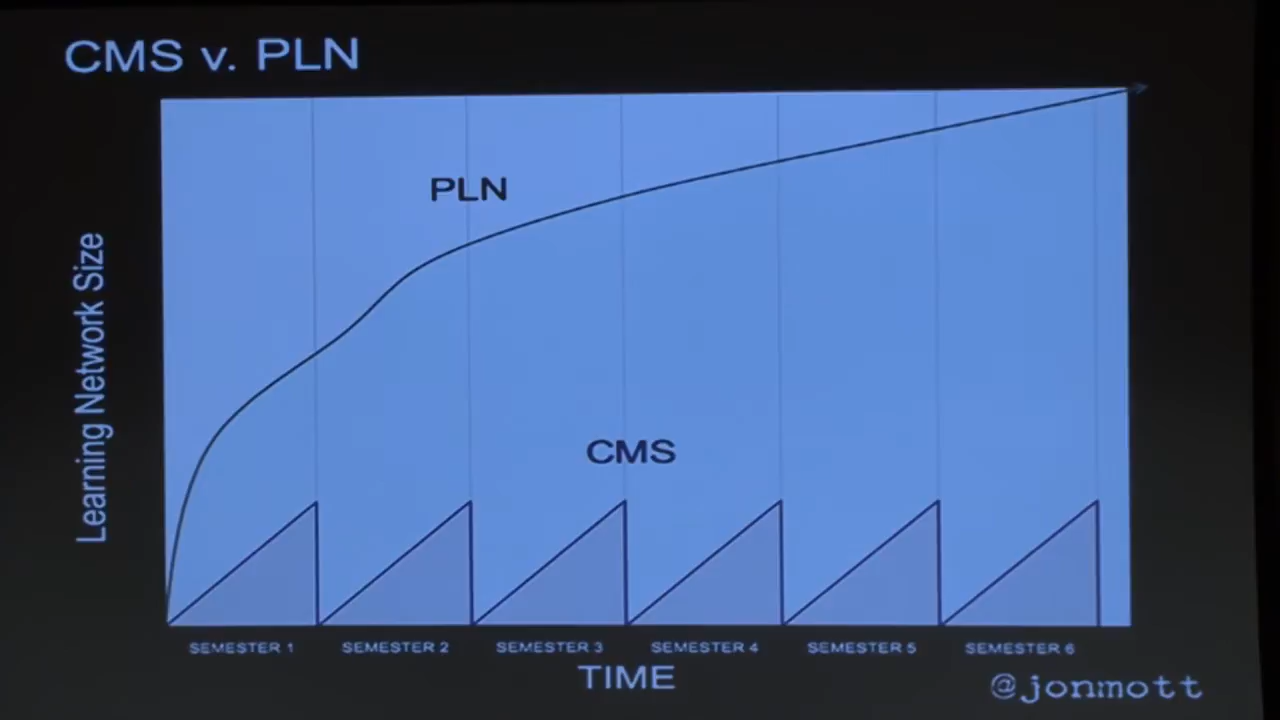 CMS v. PLN
PLN
Learning Network Size
CMS
SEMESTER 1 SEMESTER 2 SEMESTER 3 SEMESTER 4 SEMESTER 5 SEMESTER 6
TIME
@jonmott